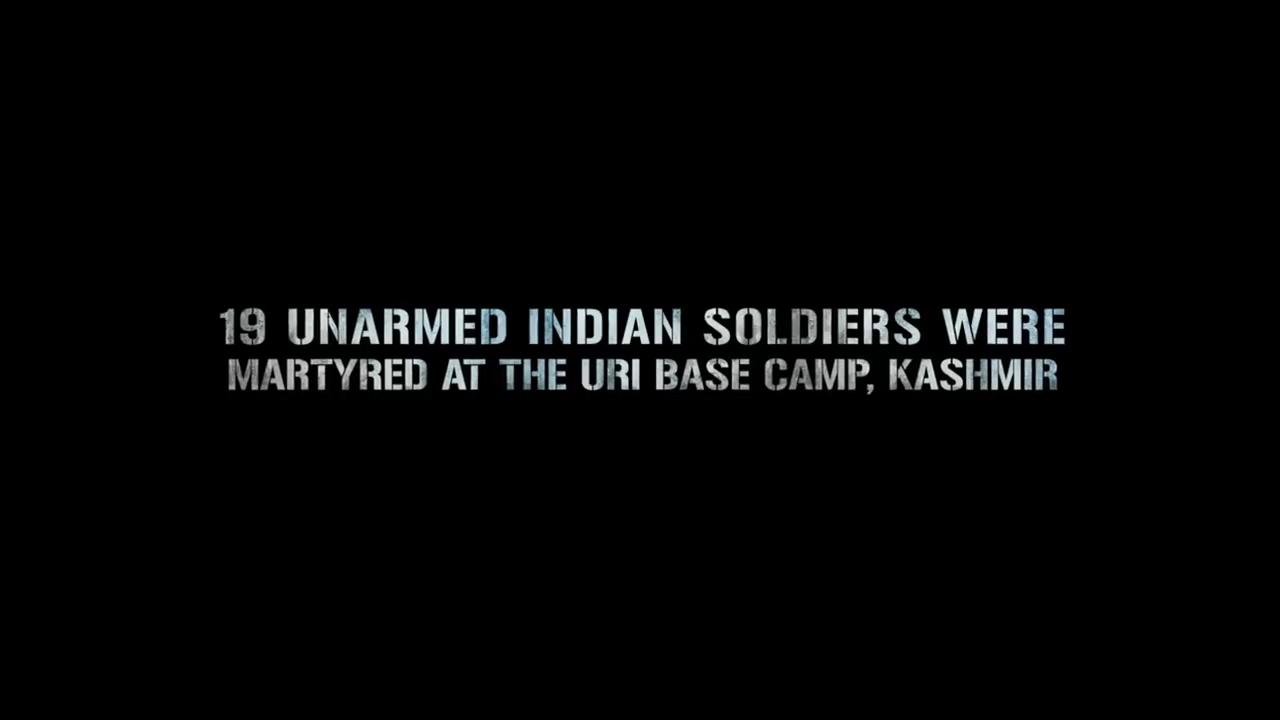 19 UNARMED INDIAN SOLDIERS WERE
MARTYRED AT THE URI BASE CAMP, KASHMIR